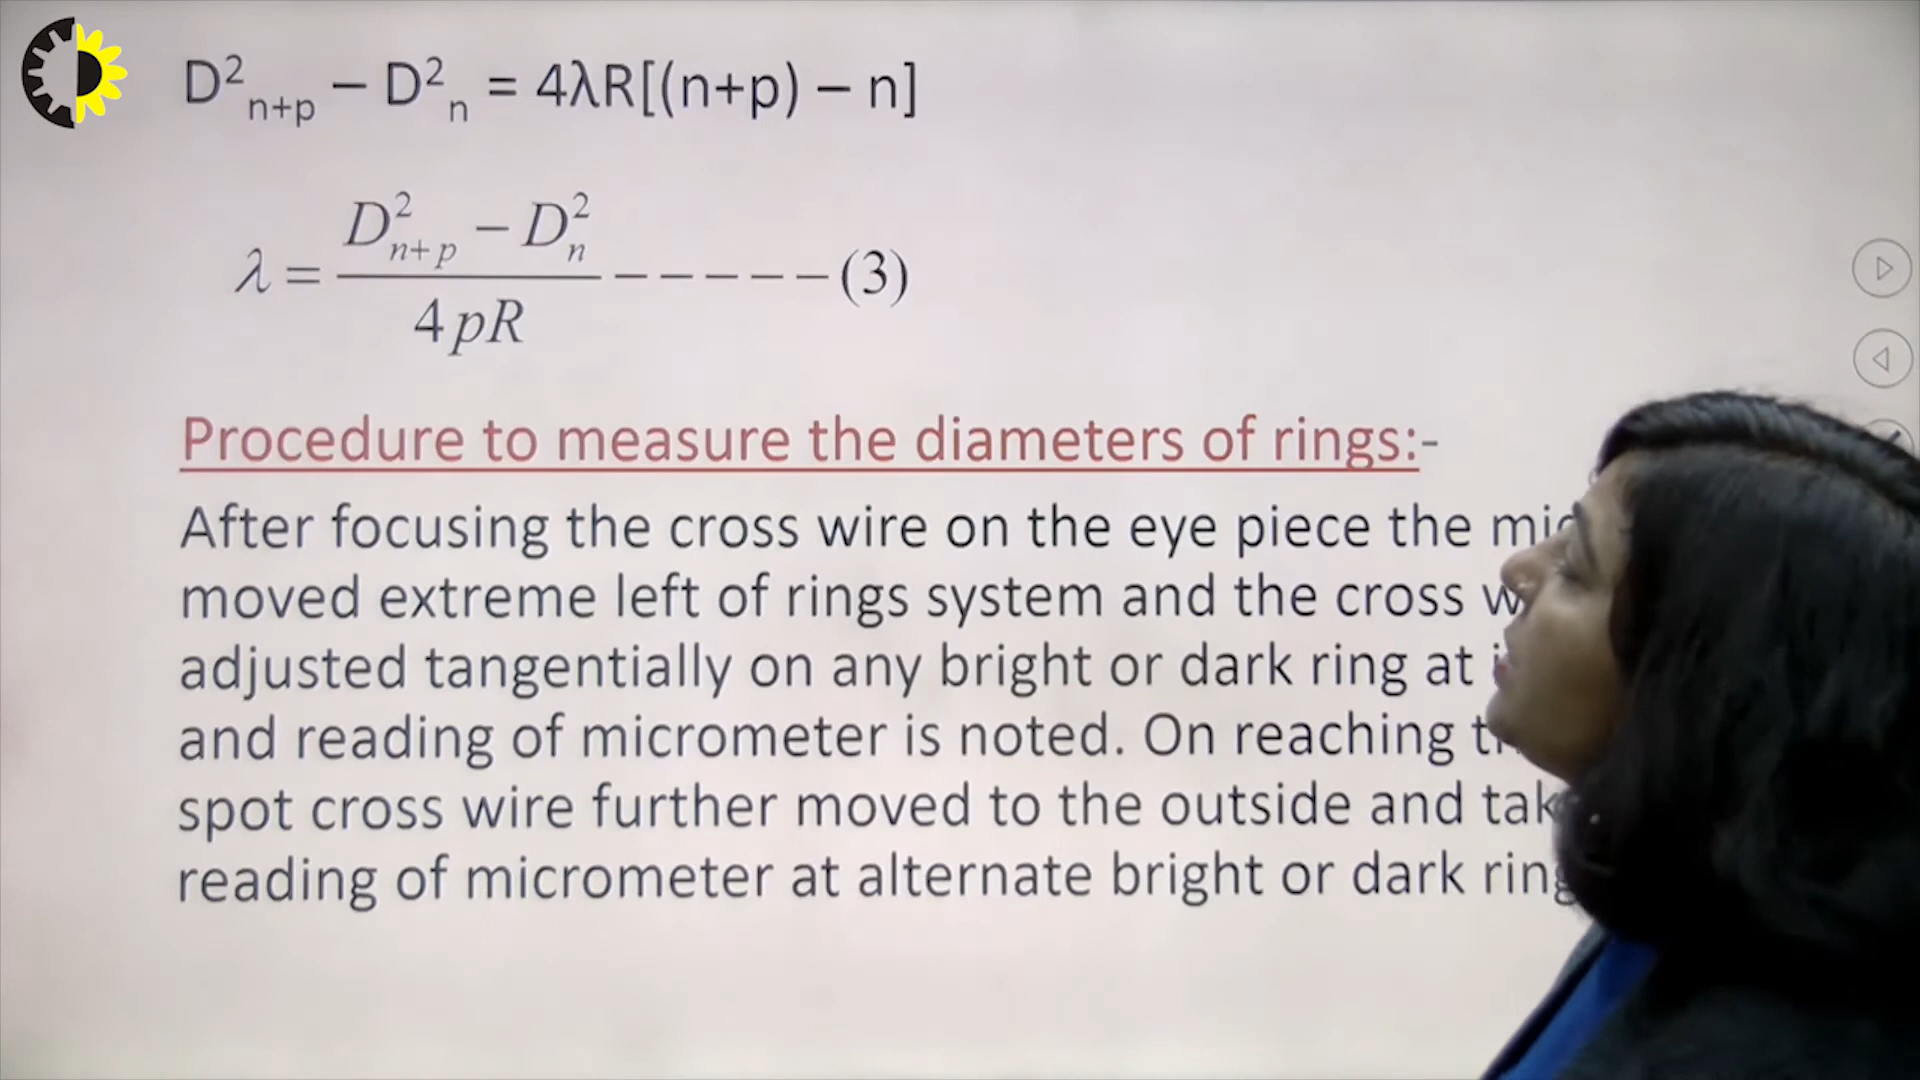 D²ₙ₊ₚ – D²ₙ = 4λR[(n+p) – n]
λ = (D²ₙ₊ₚ – D²ₙ) / 4pR -----(3)
Procedure to measure the diameters of rings:-
After focusing the cross wire on the eye piece the
moved extreme left of rings system and the cross
adjusted tangentially on any bright or dark ring at
and reading of micrometer is noted. On reaching
spot cross wire further moved to the outside and
reading of micrometer at alternate bright or dark